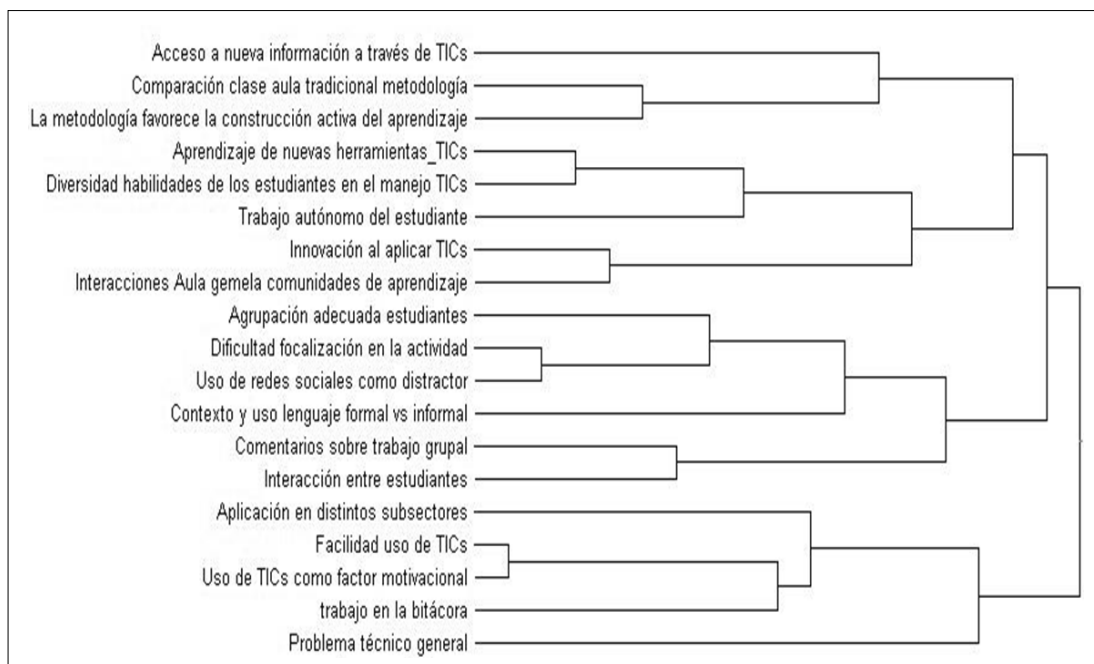 Acceso a nueva información a través de TICs
Comparación clase aula tradicional metodología
La metodología favorece la construcción activa del aprendizaje
Aprendizaje de nuevas herramientas_TICs
Diversidad habilidades de los estudiantes en el manejo TICs
Trabajo autónomo del estudiante
Innovación al aplicar TICs
Interacciones Aula gemela comunidades de aprendizaje
Agrupación adecuada estudiantes
Dificultad focalización en la actividad
Uso de redes sociales como distractor
Contexto y uso lenguaje formal vs informal
Comentarios sobre trabajo grupal
Interacción entre estudiantes
Aplicación en distintos subsectores
Facilidad uso de TICs
Uso de TICs como factor motivacional
trabajo en la bitácora
Problema técnico general